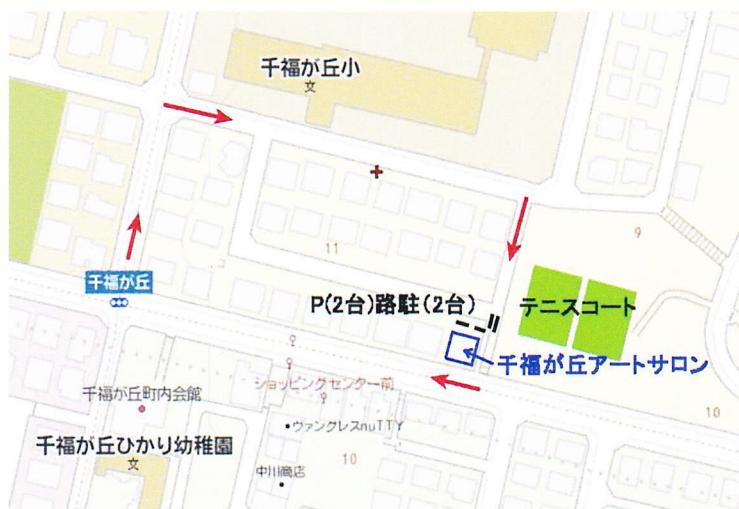 千福が丘小
文
9
11
千福が丘
P(2台)路駐(2台)
テニスコート
千福が丘アートサロン
ショッピングセンター前
千福が丘町内会館
10
ヴァングレスnuTTY
千福が丘ひかり幼稚園
文
10
中川商店